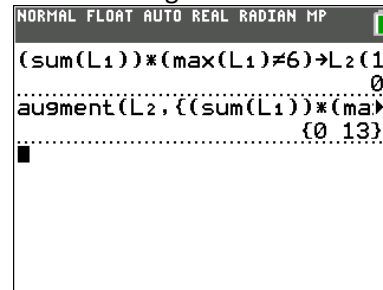 NORMAL FLOAT AUTO REAL RADIAN MP
(sum(L₁))*(max(L₁)≠6)→L₂(1
0
augment(L₂,{(sum(L₁))*(ma
{0 13}